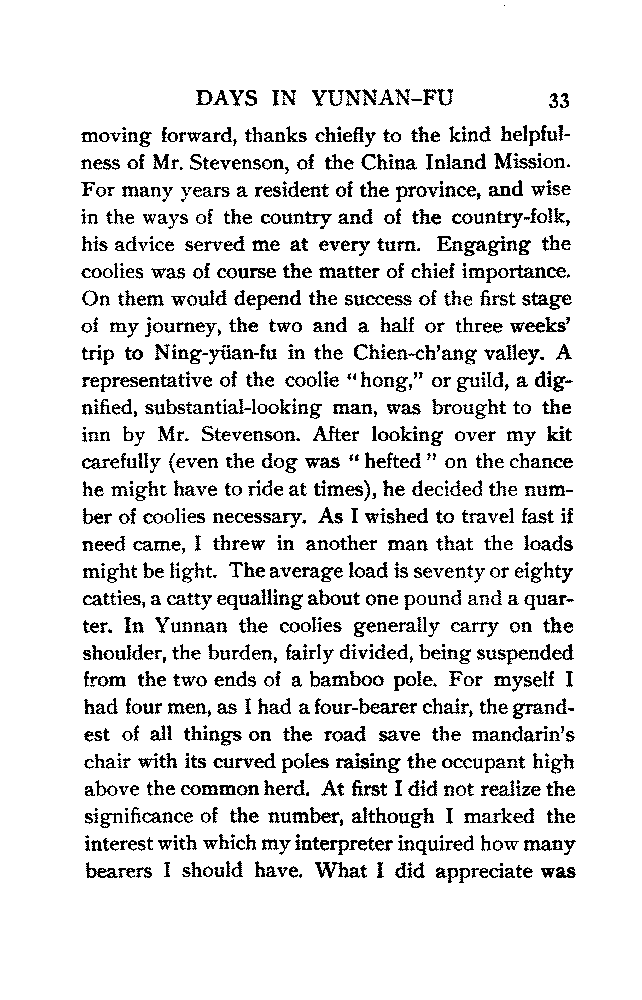 DAYS IN YUNNAN-FU 33
moving forward, thanks chiefly to the kind helpful-
ness of Mr. Stevenson, of the China Inland Mission.
For many years a resident of the province, and wise
in the ways of the country and of the country-folk,
his advice served me at every turn. Engaging the
coolies was of course the matter of chief importance.
On them would depend the success of the first stage
of my journey, the two and a half or three weeks'
trip to Ning-yüan-fu in the Chien-ch'ang valley. A
representative of the coolie "hong," or guild, a dig-
nified, substantial-looking man, was brought to the
inn by Mr. Stevenson. After looking over my kit
carefully (even the dog was "hefted" on the chance
he might have to ride at times), he decided the num-
ber of coolies necessary. As I wished to travel fast if
need came, I threw in another man that the loads
might be light. The average load is seventy or eighty
catties, a catty equalling about one pound and a quar-
ter. In Yunnan the coolies generally carry on the
shoulder, the burden, fairly divided, being suspended
from the two ends of a bamboo pole. For myself I
had four men, as I had a four-bearer chair, the grand-
est of all things on the road save the mandarin's
chair with its curved poles raising the occupant high
above the common herd. At first I did not realize the
significance of the number, although I marked the
interest with which my interpreter inquired how many
bearers I should have. What I did appreciate was